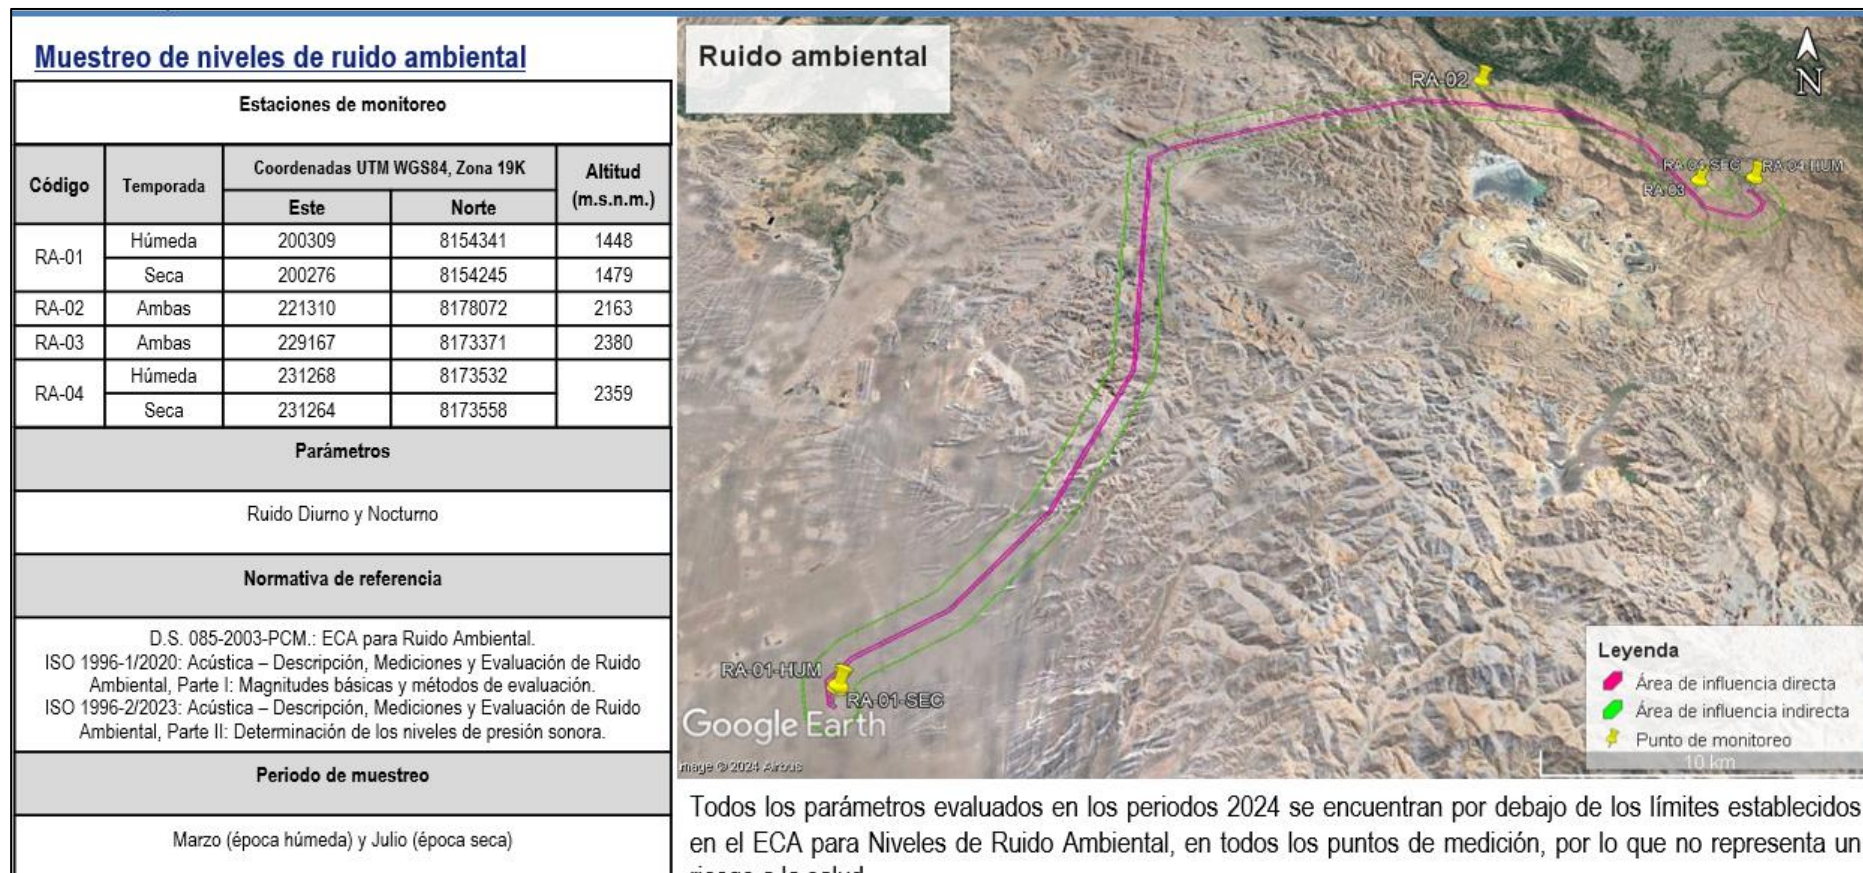 Muestreo de niveles de ruido ambiental
Estaciones de monitoreo
Código Temporada Coordenadas UTM WGS84, Zona 19K Altitud (m.s.n.m.)
Este Norte
RA-01 Húmeda 200309 8154341 1448
Seca 200276 8154245 1479
RA-02 Ambas 221310 8178072 2163
RA-03 Ambas 229167 8173371 2380
RA-04 Húmeda 231268 8173532 2359
Seca 231264 8173558
Parámetros
Ruido Diurno y Nocturno
Normativa de referencia
D.S. 085-2003-PCM.: ECA para Ruido Ambiental.
ISO 1996-1/2020: Acústica – Descripción, Mediciones y Evaluación de Ruido
Ambiental, Parte I: Magnitudes básicas y métodos de evaluación.
ISO 1996-2/2023: Acústica – Descripción, Mediciones y Evaluación de Ruido
Ambiental, Parte II: Determinación de los niveles de presión sonora.
Periodo de muestreo
Marzo (época húmeda) y Julio (época seca)
Ruido ambiental
N
RA-02
RA-04-SEC RA-04-HUM
RA-03
RA-01-HUM
RA-01-SEC
Google Earth
Image © 2024 Airbus
Leyenda
Área de influencia directa
Área de influencia indirecta
Punto de monitoreo
10 km
Todos los parámetros evaluados en los periodos 2024 se encuentran por debajo de los límites establecidos
en el ECA para Niveles de Ruido Ambiental, en todos los puntos de medición, por lo que no representa un